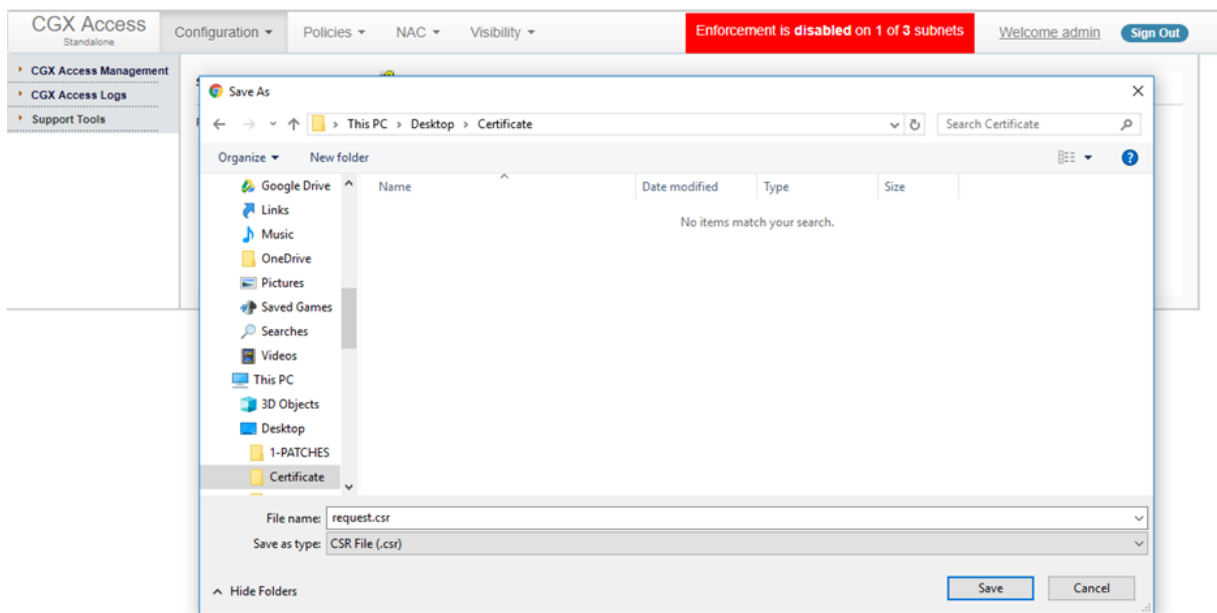 CGX Access
Standalone
Configuration Policies NAC Visibility Enforcement is disabled on 1 of 3 subnets Welcome admin Sign Out
CGX Access Management
CGX Access Logs
Support Tools
Save As
This PC > Desktop > Certificate Search Certificate
Organize New folder
Name Date modified Type Size
No items match your search.
Google Drive
Links
Music
OneDrive
Pictures
Saved Games
Searches
Videos
This PC
3D Objects
Desktop
1-PATCHES
Certificate
File name: request.csr
Save as type: CSR File (.csr)
Hide Folders Save Cancel